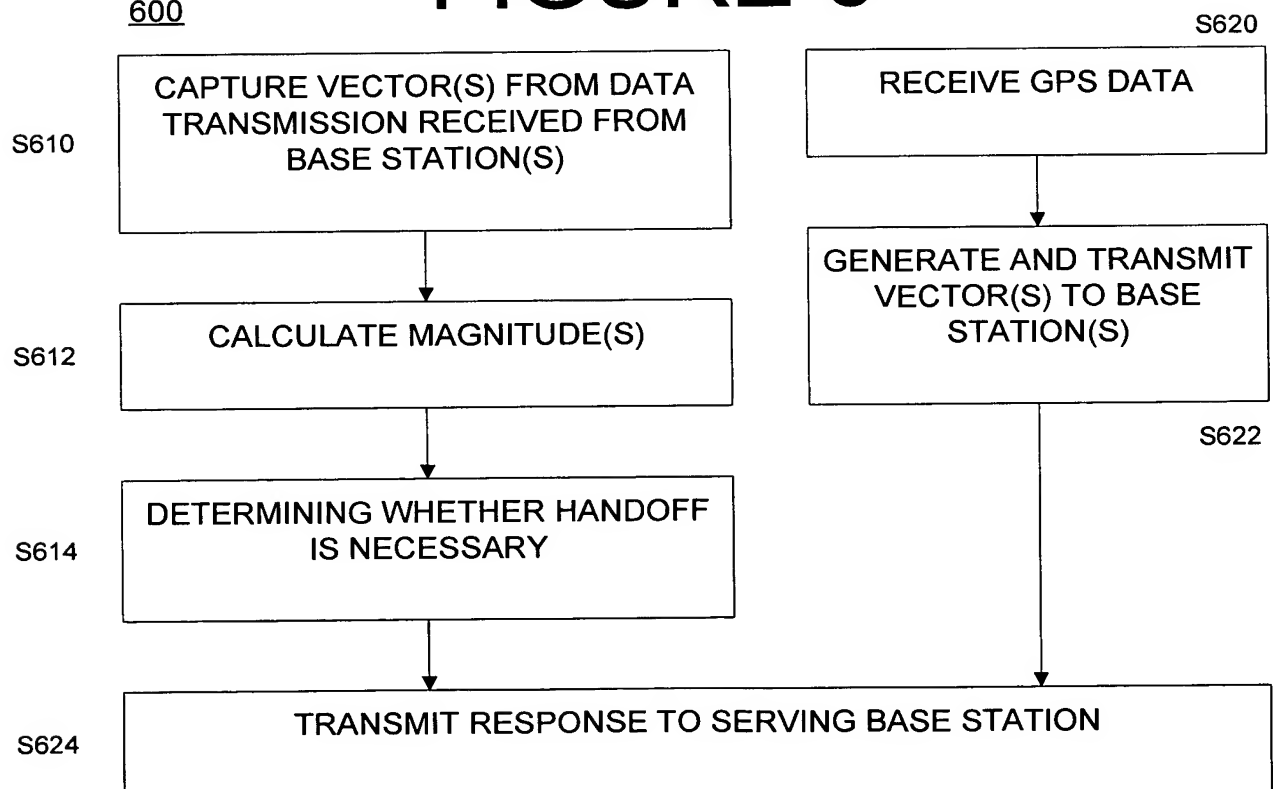 600
S620
CAPTURE VECTOR(S) FROM DATA
TRANSMISSION RECEIVED FROM
BASE STATION(S)
S610
RECEIVE GPS DATA
GENERATE AND TRANSMIT
VECTOR(S) TO BASE
STATION(S)
S622
CALCULATE MAGNITUDE(S)
S612
DETERMINING WHETHER HANDOFF
IS NECESSARY
S614
TRANSMIT RESPONSE TO SERVING BASE STATION
S624